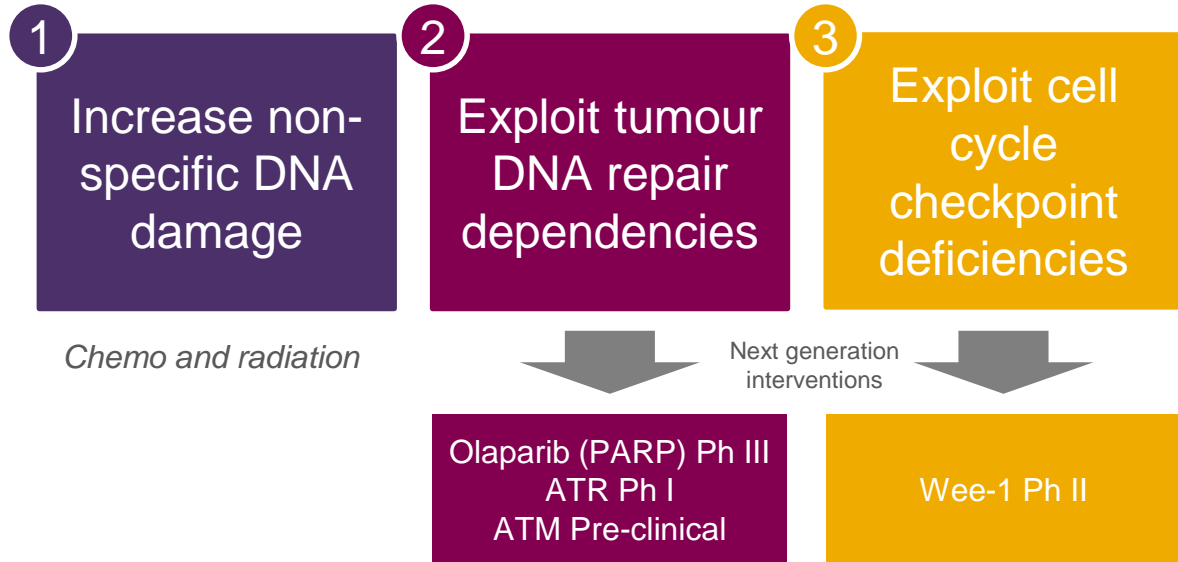 1
Increase non-
specific DNA
damage
Chemo and radiation
2
Exploit tumour
DNA repair
dependencies
3
Exploit cell
cycle
checkpoint
deficiencies
Next generation
interventions
Olaparib (PARP) Ph III
ATR Ph I
ATM Pre-clinical
Wee-1 Ph II